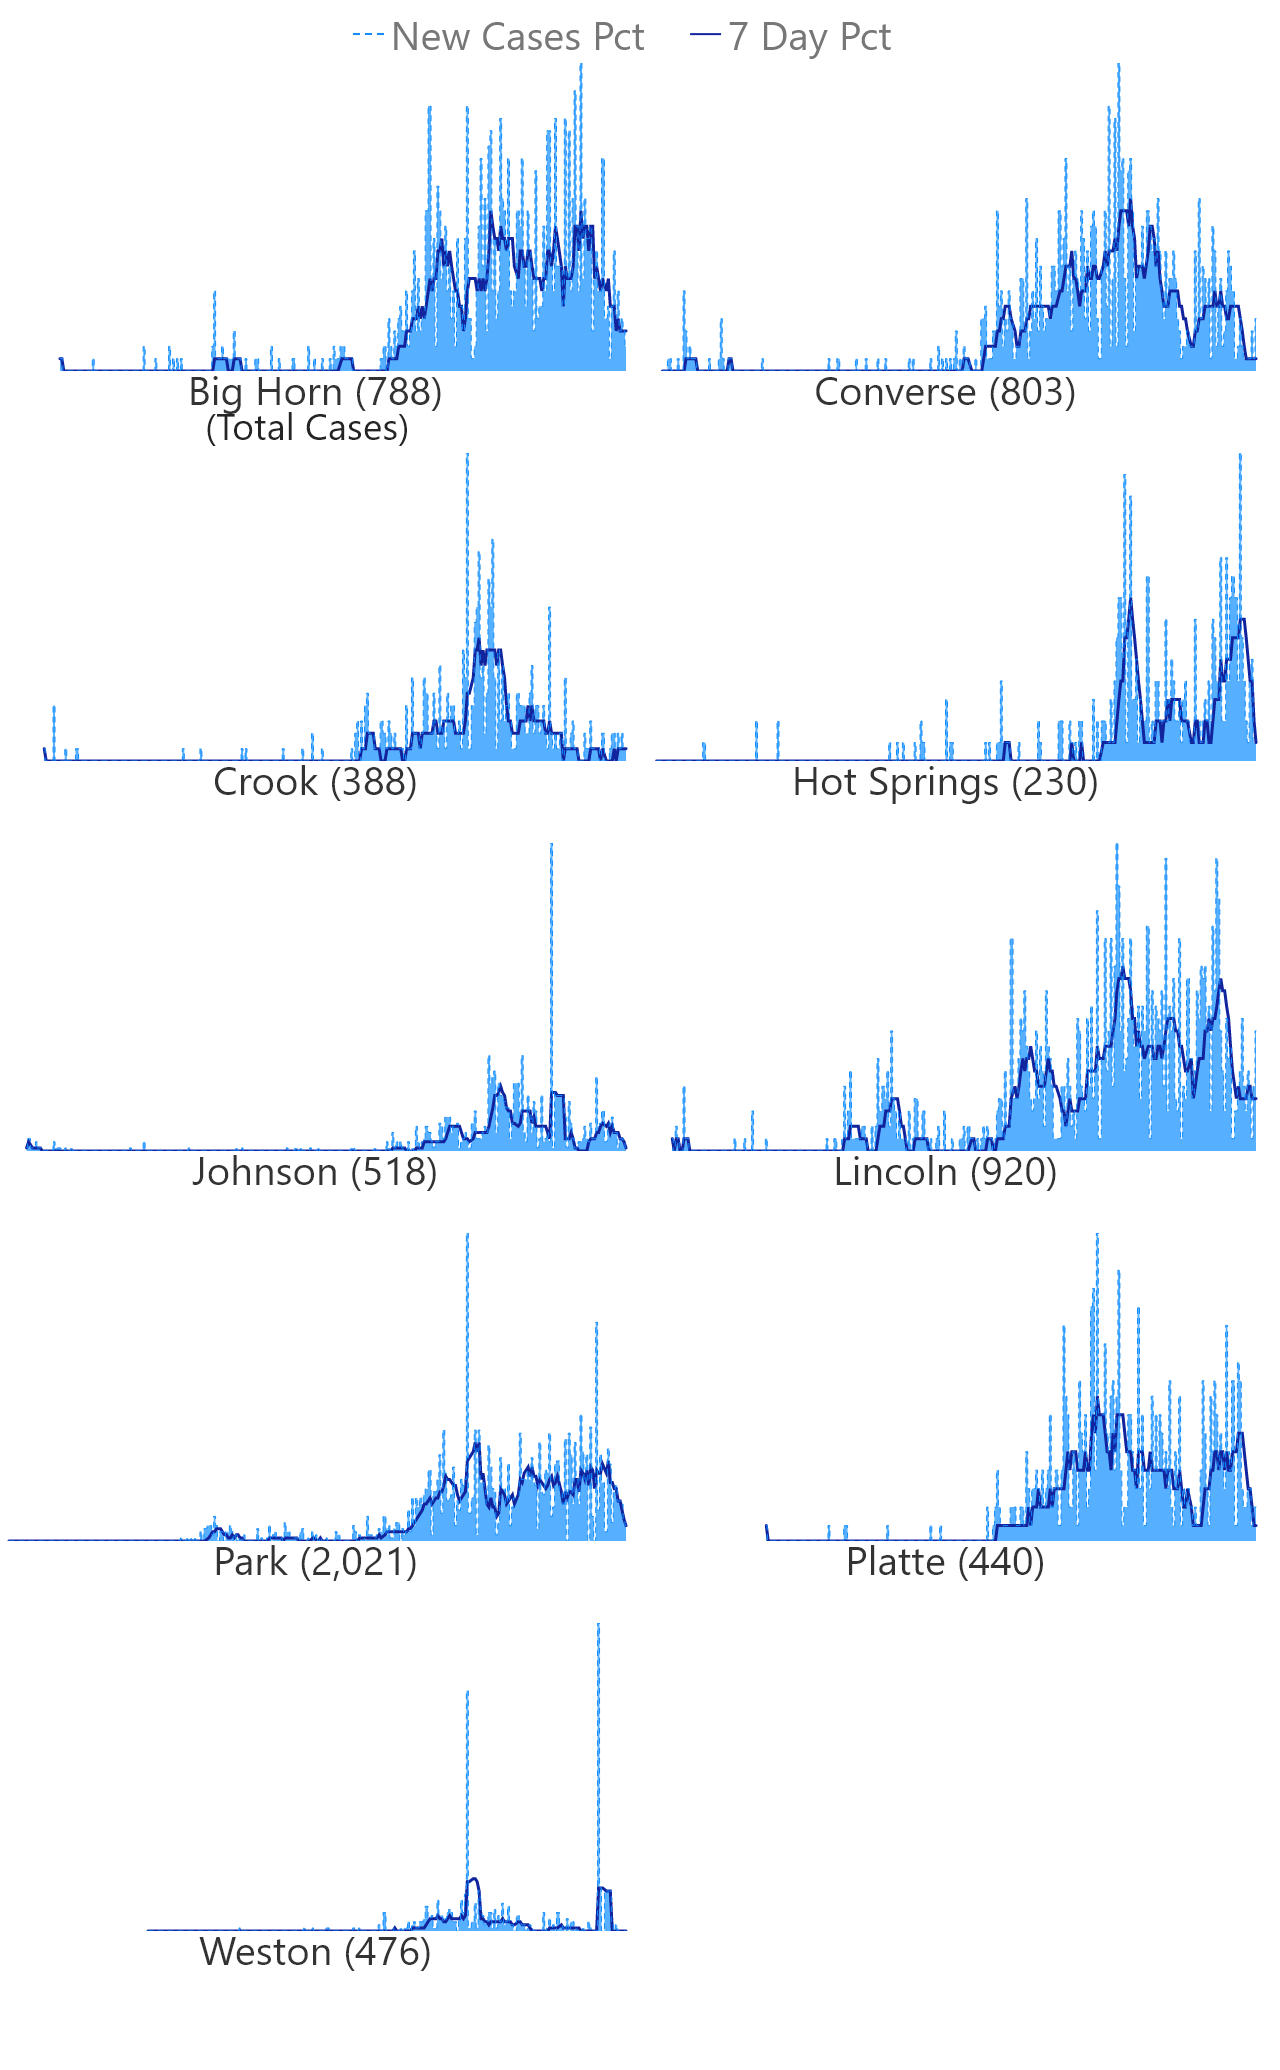 New Cases Pct 7 Day Pct
Big Horn (788) Converse (803)
(Total Cases)
Crook (388) Hot Springs (230)
Johnson (518) Lincoln (920)
Park (2,021) Platte (440)
Weston (476)